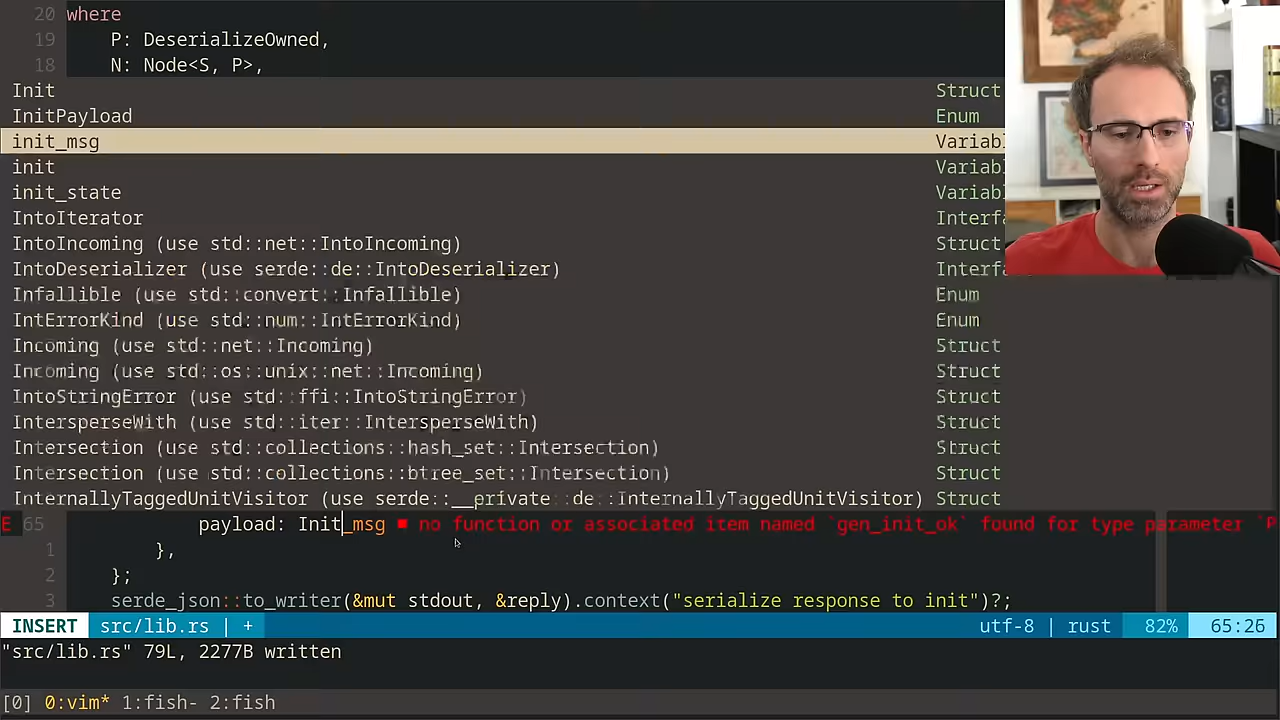 20 where
19 P: DeserializeOwned,
18 N: Node<S, P>,
Init Struct
InitPayload Enum
init_msg Variabl
init Variabl
init_state Variabl
IntoIterator Interfa
IntoIncoming (use std::net::IntoIncoming) Struct
IntoDeserializer (use serde::de::IntoDeserializer) Interfa
Infallible (use std::convert::Infallible) Enum
IntErrorKind (use std::num::IntErrorKind) Enum
Incoming (use std::net::Incoming) Struct
Incoming (use std::os::unix::net::Incoming) Struct
IntoStringError (use std::ffi::IntoStringError) Struct
IntersperseWith (use std::iter::IntersperseWith) Struct
Intersection (use std::collections::hash_set::Intersection) Struct
Intersection (use std::collections::btree_set::Intersection) Struct
InternallyTaggedUnitVisitor (use serde::__private::de::InternallyTaggedUnitVisitor) Struct
E 65 payload: Init_msg ■ no function or associated item named `gen_init_ok` found for type parameter `P
1 },
2 };
3 serde_json::to_writer(&mut stdout, &reply).context("serialize response to init")?;
INSERT src/lib.rs | + utf-8 | rust 82% 65:26
"src/lib.rs" 79L, 2277B written
[0] 0:vim* 1:fish- 2:fish